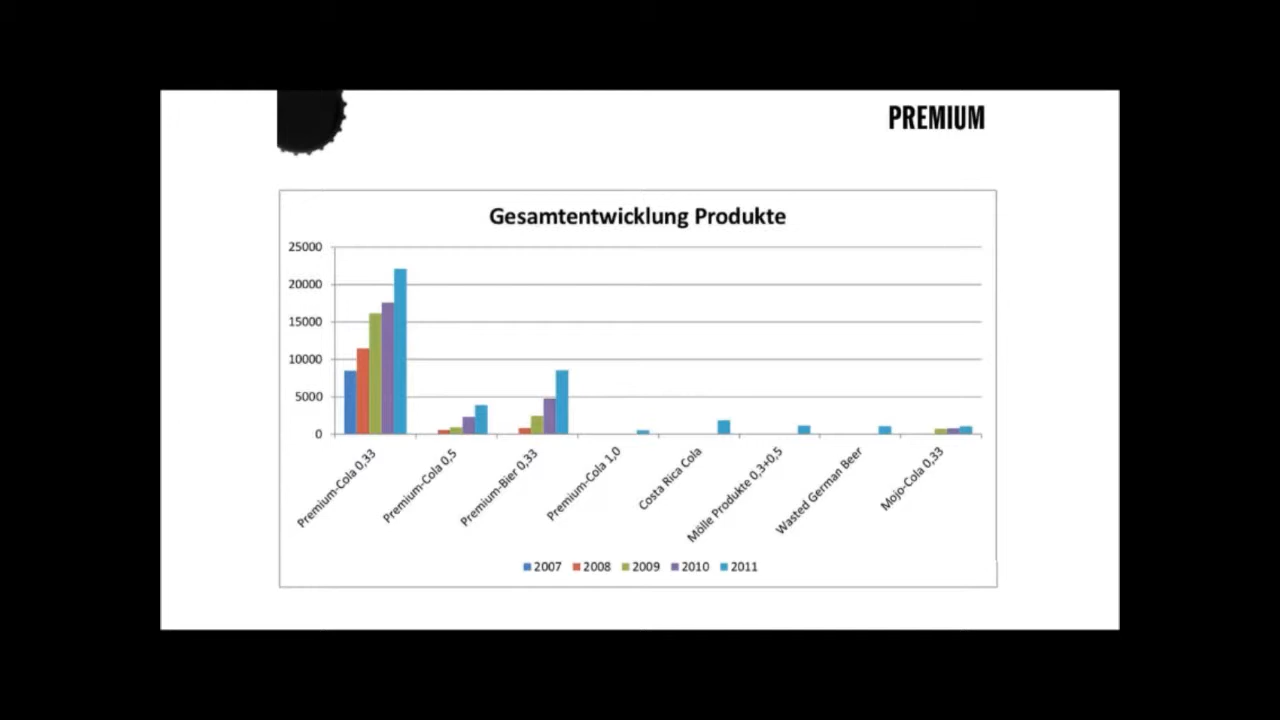 PREMIUM
Gesamtentwicklung Produkte
25000
20000
15000
10000
5000
0
Premium-Cola 0,33
Premium-Cola 0,5
Premium-Bier 0,33
Premium-Cola 1,0
Costa Rica Cola
Mölle Produkte 0,3+0,5
Wasted German Beer
Mojo-Cola 0,33
2007 2008 2009 2010 2011